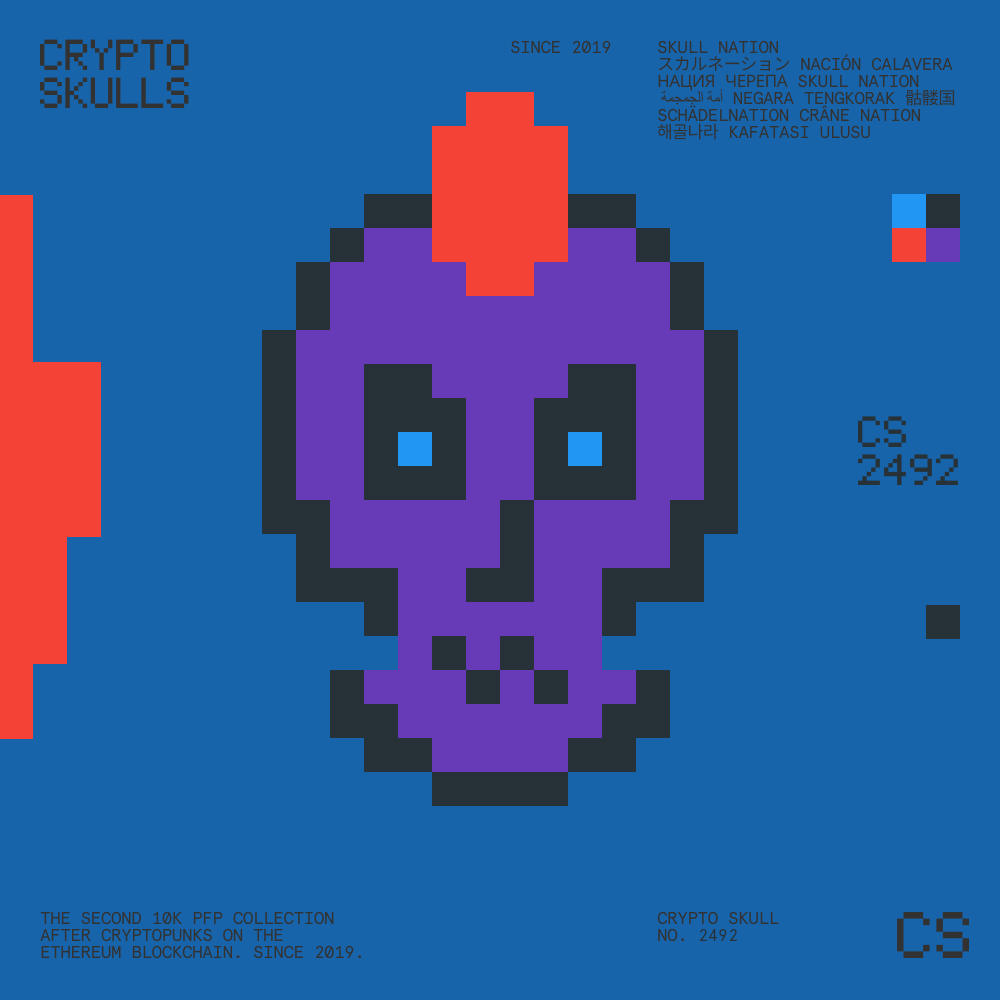 CRYPTO
SKULLS
SINCE 2019
SKULL NATION
スカルネーション NACIÓN CALAVERA
НАЦИЯ ЧЕРЕПА SKULL NATION
أمة الجمجمة NEGARA TENGKORAK 骷髅国
SCHÄDELNATION CRÂNE NATION
해골나라 KAFATASI ULUSU
CS
2492
THE SECOND 10K PFP COLLECTION
AFTER CRYPTOPUNKS ON THE
ETHEREUM BLOCKCHAIN. SINCE 2019.
CRYPTO SKULL
NO. 2492
CS